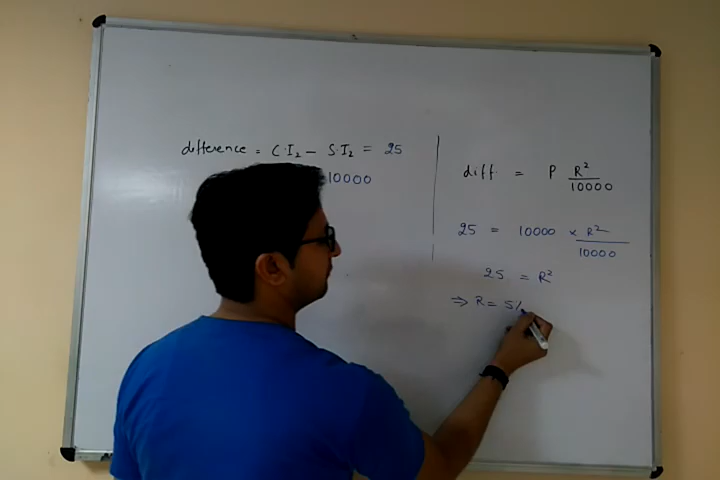 difference = C.I₂ - S.I₂ = 25
10000
diff. = P R²/10000
25 = 10000 × R²/10000
25 = R²
⇒ R = 5%